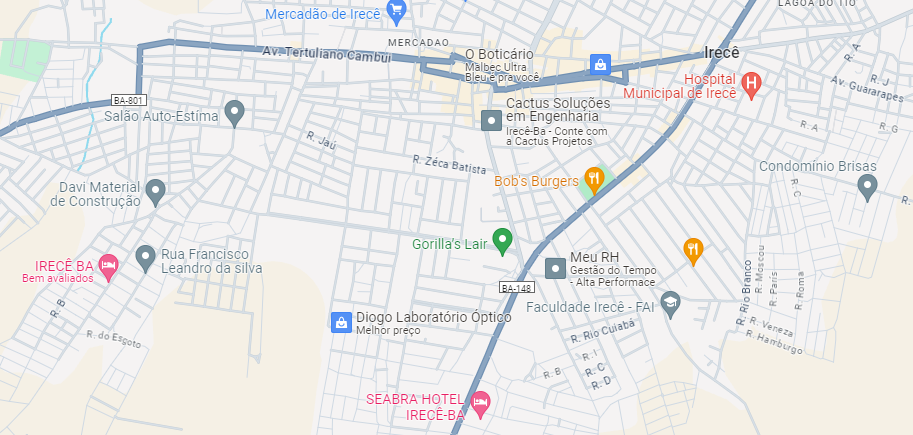 LAGOA DO TIO
Mercadão de Irecê
MERCADAO
Av. Tertuliano Cambuí
O Boticário
Malbec Ultra
Bleu é pravocê
Irecê
R. A
R. J
Av. Guararapes
Hospital
Municipal de Irecê
BA-801
Salão Auto-Estima
Cactus Soluções
em Engenharia
Irecê-Ba - Conte com
a Cactus Projetos
R. A
R. G
R. Jaú
R. Zéca Batista
Condomínio Brisas
Bob's Burgers
R. C
R.
Davi Material
de Construção
Gorilla's Lair
Rua Francisco
Leandro da silva
IRECÊ BA
Bem avaliados
Meu RH
Gestão do Tempo
- Alta Performace
R. Moscou
R. Rio Branco
R. Paris
R. Roma
BA-148
R. B
Faculdade Irecê - FAI
Diogo Laboratório Óptico
Melhor preço
R. do Esgoto
R. Rio Cuiabá
R. Veneza
R. Hamburgo
R. I
R. B
R. C
R. D
SEABRA HOTEL
IRECÊ-BA